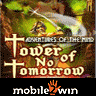 ADVENTURES OF THE MIND
Tower
of No
Tomorrow
mobile2win